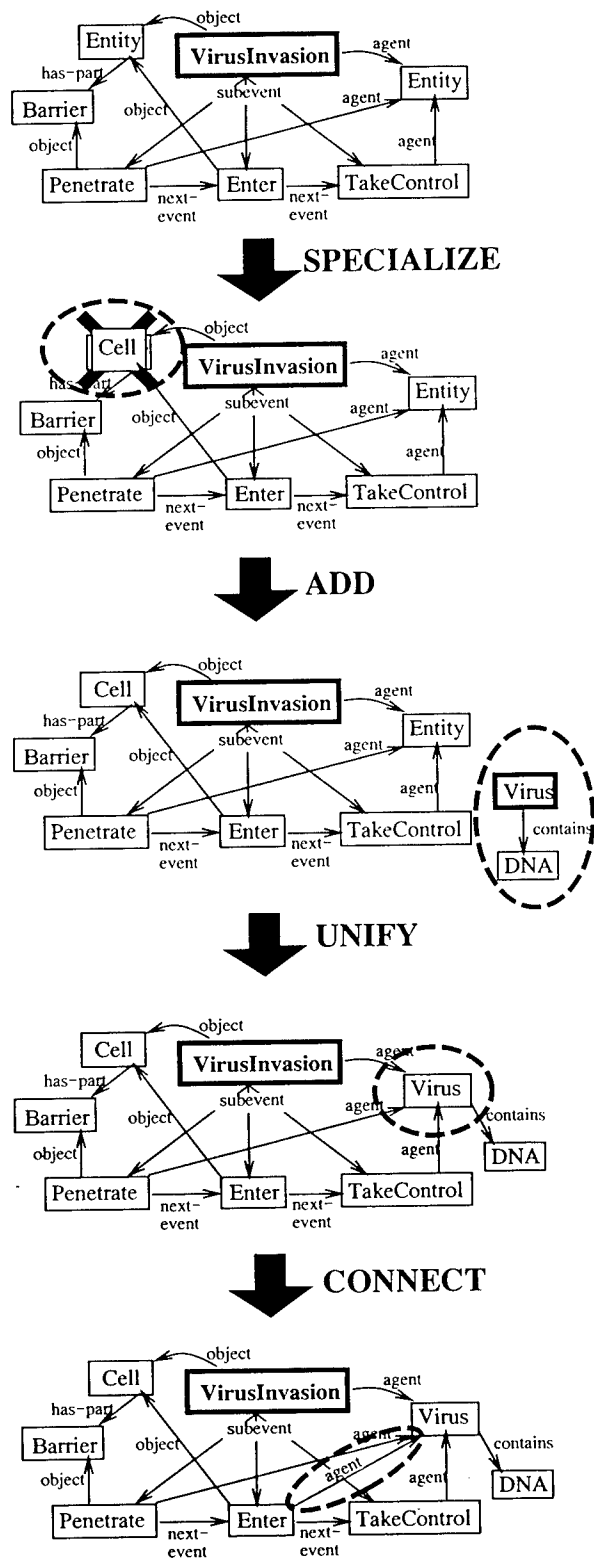 object
Entity
VirusInvasion
agent
has-part
subevent
Entity
Barrier
object
agent
object
agent
Penetrate
next-
event
Enter
next-
event
TakeControl
SPECIALIZE
object
Cell
VirusInvasion
agent
has-part
subevent
Entity
Barrier
object
agent
object
agent
Penetrate
next-
event
Enter
next-
event
TakeControl
ADD
object
Cell
VirusInvasion
agent
has-part
subevent
Entity
Barrier
object
agent
object
agent
Virus
contains
DNA
Penetrate
next-
event
Enter
next-
event
TakeControl
UNIFY
object
Cell
VirusInvasion
agent
has-part
subevent
Virus
Barrier
object
agent
contains
object
agent
DNA
Penetrate
next-
event
Enter
next-
event
TakeControl
CONNECT
object
Cell
VirusInvasion
agent
has-part
subevent
Virus
Barrier
object
agent
contains
object
agent
agent
DNA
Penetrate
next-
event
Enter
next-
event
TakeControl